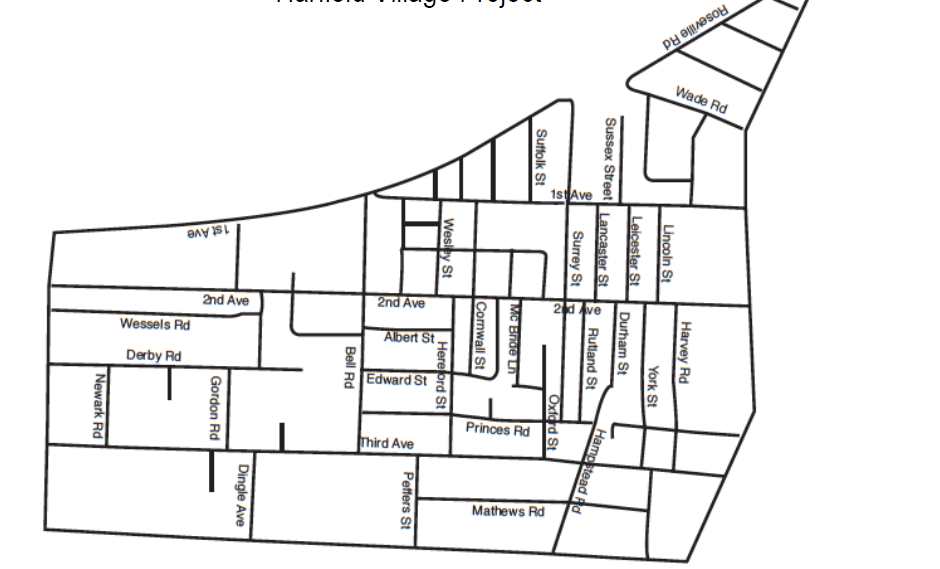 Village Project
Roseville Rd
Wade Rd
Suffolk St
Sussex Street
1st Ave
1st Ave
Wesley St
Surrey St
Lancaster St
Leicester St
Lincoln St
2nd Ave
2nd Ave
2nd Ave
Wessels Rd
Albert St
Cornwall St
Mc Bride Ln
Rutland St
Durham St
Harvey Rd
Derby Rd
Bell Rd
Hereford St
York St
Edward St
Newark Rd
Gordon Rd
Oxford St
Princes Rd
Third Ave
Hampstead Rd
Dingle Ave
Peffers St
Mathews Rd